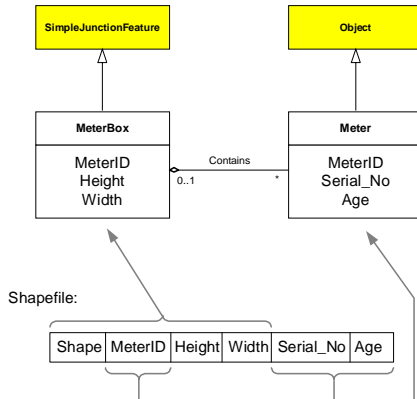 SimpleJunctionFeature
Object
MeterBox
Meter
Contains
MeterID
Height
Width
0..1
*
MeterID
Serial_No
Age
Shapefile:
Shape MeterID Height Width Serial_No Age